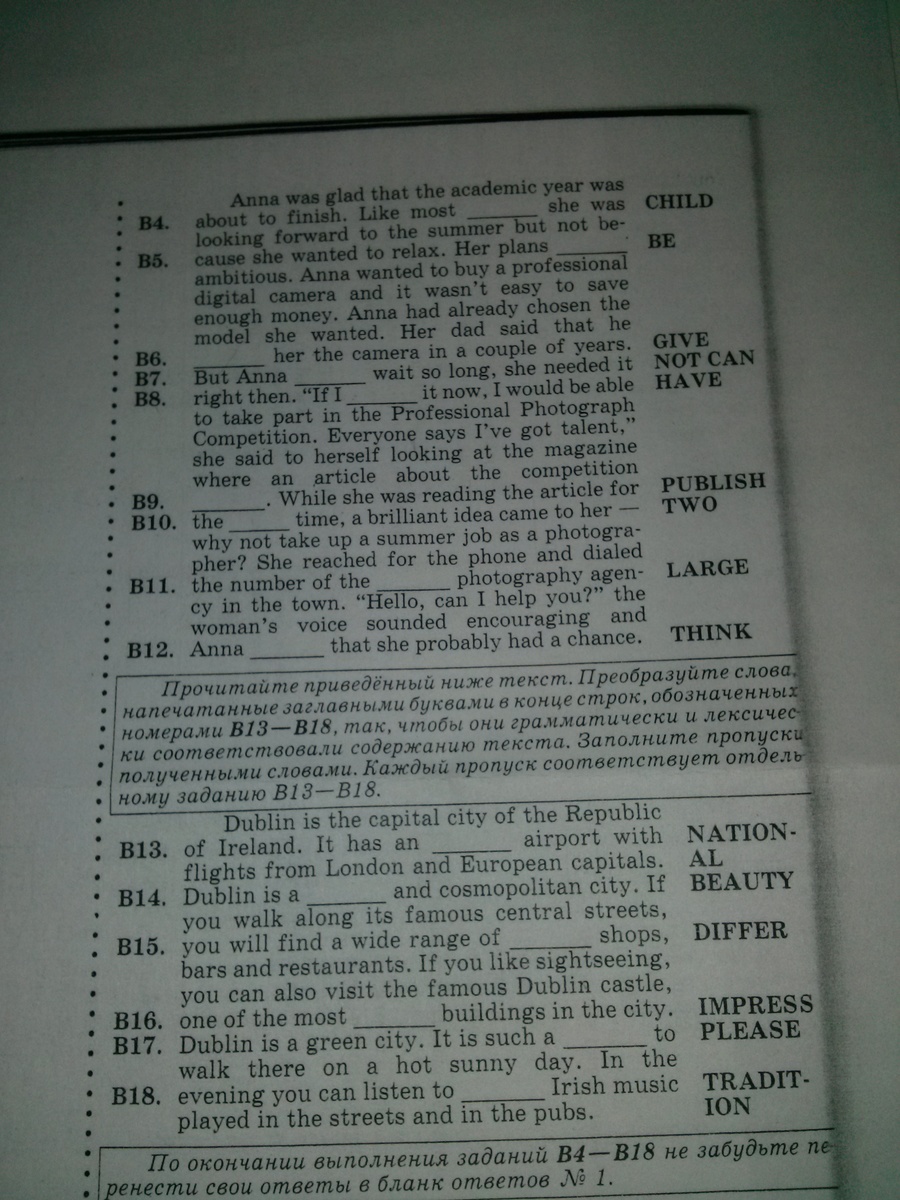 Anna was glad that the academic year was
B4. about to finish. Like most ______ she was CHILD
looking forward to the summer but not be-
B5. cause she wanted to relax. Her plans ______ BE
ambitious. Anna wanted to buy a professional
digital camera and it wasn't easy to save
enough money. Anna had already chosen the
model she wanted. Her dad said that he
B6. ______ her the camera in a couple of years. GIVE
B7. But Anna ______ wait so long, she needed it NOT CAN
B8. right then. "If I ______ it now, I would be able HAVE
to take part in the Professional Photograph
Competition. Everyone says I've got talent,"
she said to herself looking at the magazine
where an article about the competition
B9. ______. While she was reading the article for PUBLISH
B10. the ______ time, a brilliant idea came to her — TWO
why not take up a summer job as a photogra-
pher? She reached for the phone and dialed
B11. the number of the ______ photography agen- LARGE
cy in the town. "Hello, can I help you?" the
woman's voice sounded encouraging and
B12. Anna ______ that she probably had a chance. THINK
Прочитайте приведённый ниже текст. Преобразуйте слова,
напечатанные заглавными буквами в конце строк, обозначенных
номерами B13—B18, так, чтобы они грамматически и лексичес-
ки соответствовали содержанию текста. Заполните пропуски
полученными словами. Каждый пропуск соответствует отдель-
ному заданию B13—B18.
Dublin is the capital city of the Republic
B13. of Ireland. It has an ______ airport with NATION-
flights from London and European capitals. AL
B14. Dublin is a ______ and cosmopolitan city. If BEAUTY
you walk along its famous central streets,
B15. you will find a wide range of ______ shops, DIFFER
bars and restaurants. If you like sightseeing,
you can also visit the famous Dublin castle,
B16. one of the most ______ buildings in the city. IMPRESS
B17. Dublin is a green city. It is such a ______ to PLEASE
walk there on a hot sunny day. In the
B18. evening you can listen to ______ Irish music TRADIT-
played in the streets and in the pubs. ION
По окончании выполнения заданий B4—B18 не забудьте пе-
ренести свои ответы в бланк ответов № 1.